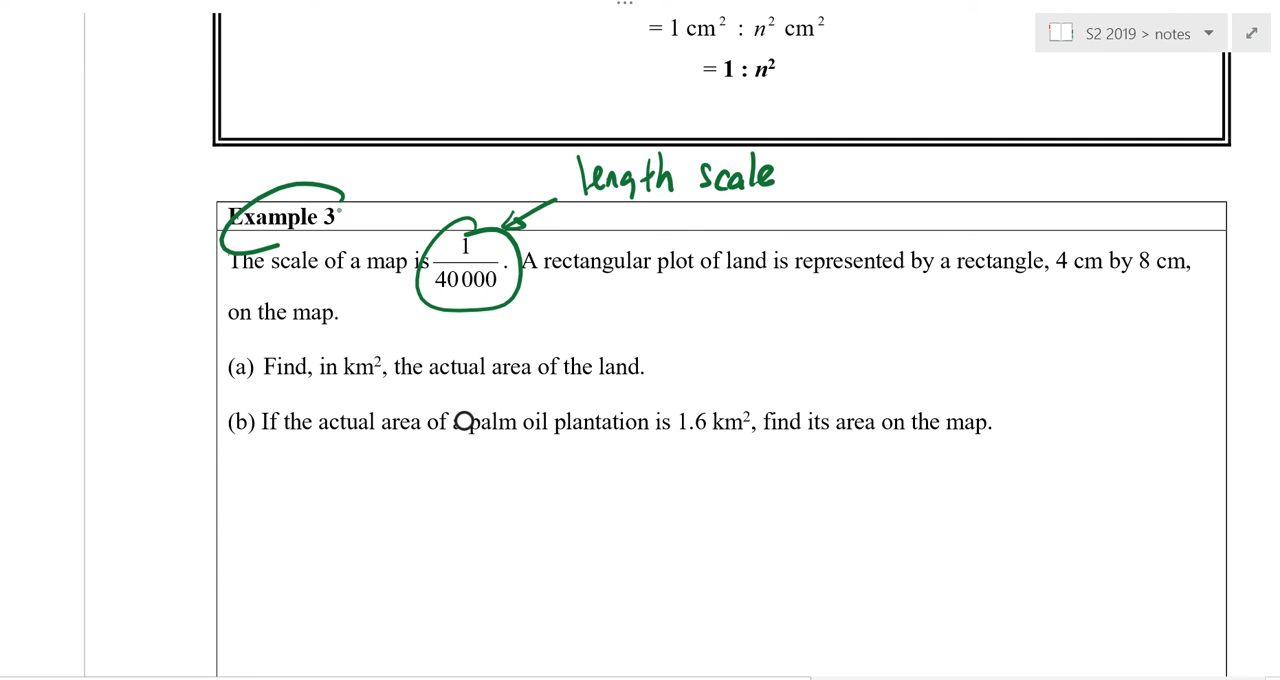 = 1 cm² : n² cm²
S2 2019 > notes
= 1 : n²
length scale
Example 3
The scale of a map is 1/40 000. A rectangular plot of land is represented by a rectangle, 4 cm by 8 cm,
on the map.
(a) Find, in km², the actual area of the land.
(b) If the actual area of palm oil plantation is 1.6 km², find its area on the map.